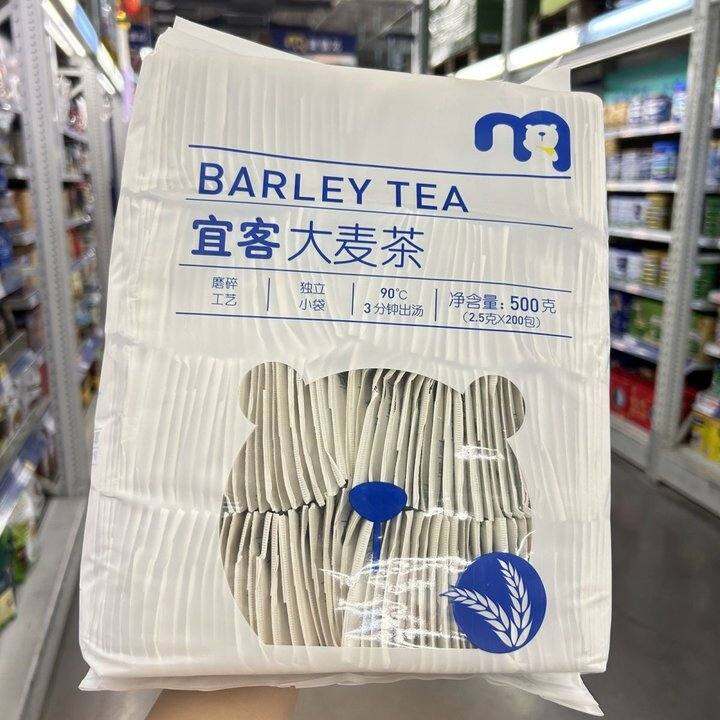 m
BARLEY TEA
宜客大麦茶
磨碎
工艺
独立
小袋
90℃
3分钟出汤
净含量：500克
（2.5克X200包）